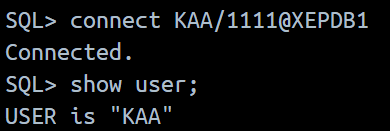 SQL> connect KAA/1111@XEPDB1
Connected.
SQL> show user;
USER is "KAA"